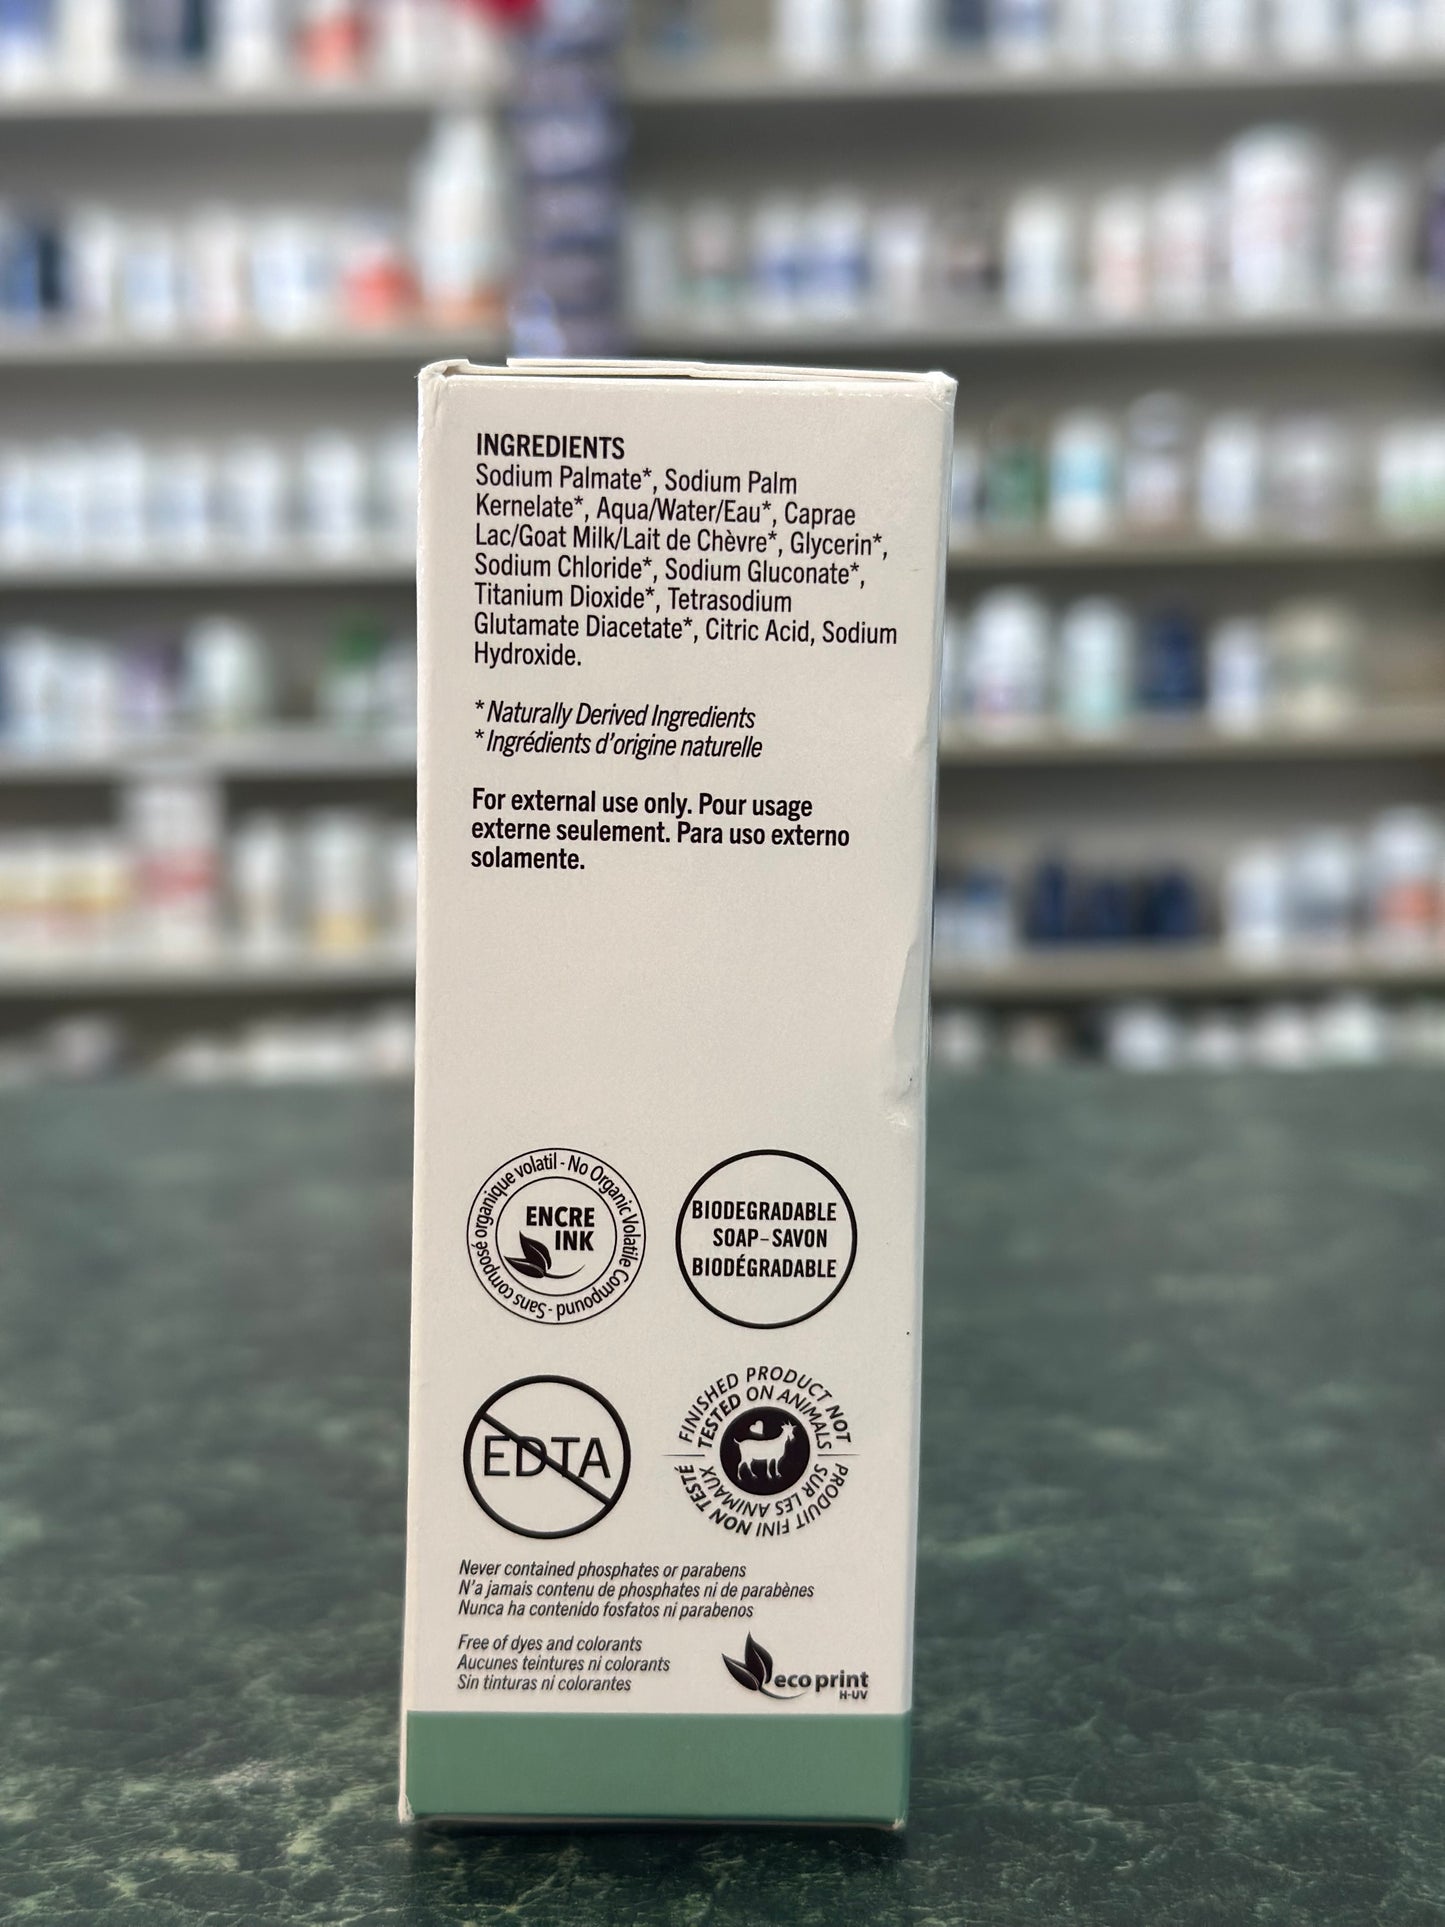 INGREDIENTS
Sodium Palmate*, Sodium Palm
Kernelate*, Aqua/Water/Eau*, Caprae
Lac/Goat Milk/Lait de Chèvre*, Glycerin*,
Sodium Chloride*, Sodium Gluconate*,
Titanium Dioxide*, Tetrasodium
Glutamate Diacetate*, Citric Acid, Sodium
Hydroxide.
*Naturally Derived Ingredients
*Ingrédients d'origine naturelle
For external use only. Pour usage
externe seulement. Para uso externo
solamente.
Sans composé organique volatil - No Organic Volatile Compound -
ENCRE
INK
BIODEGRADABLE
SOAP-SAVON
BIODÉGRADABLE
EDTA
FINISHED PRODUCT NOT
TESTED ON ANIMALS
PRODUIT FINI NON TESTÉ
SUR LES ANIMAUX
Never contained phosphates or parabens
N'a jamais contenu de phosphates ni de parabènes
Nunca ha contenido fosfatos ni parabenos
Free of dyes and colorants
Aucunes teintures ni colorants
Sin tinturas ni colorantes
ecoprint
H-UV